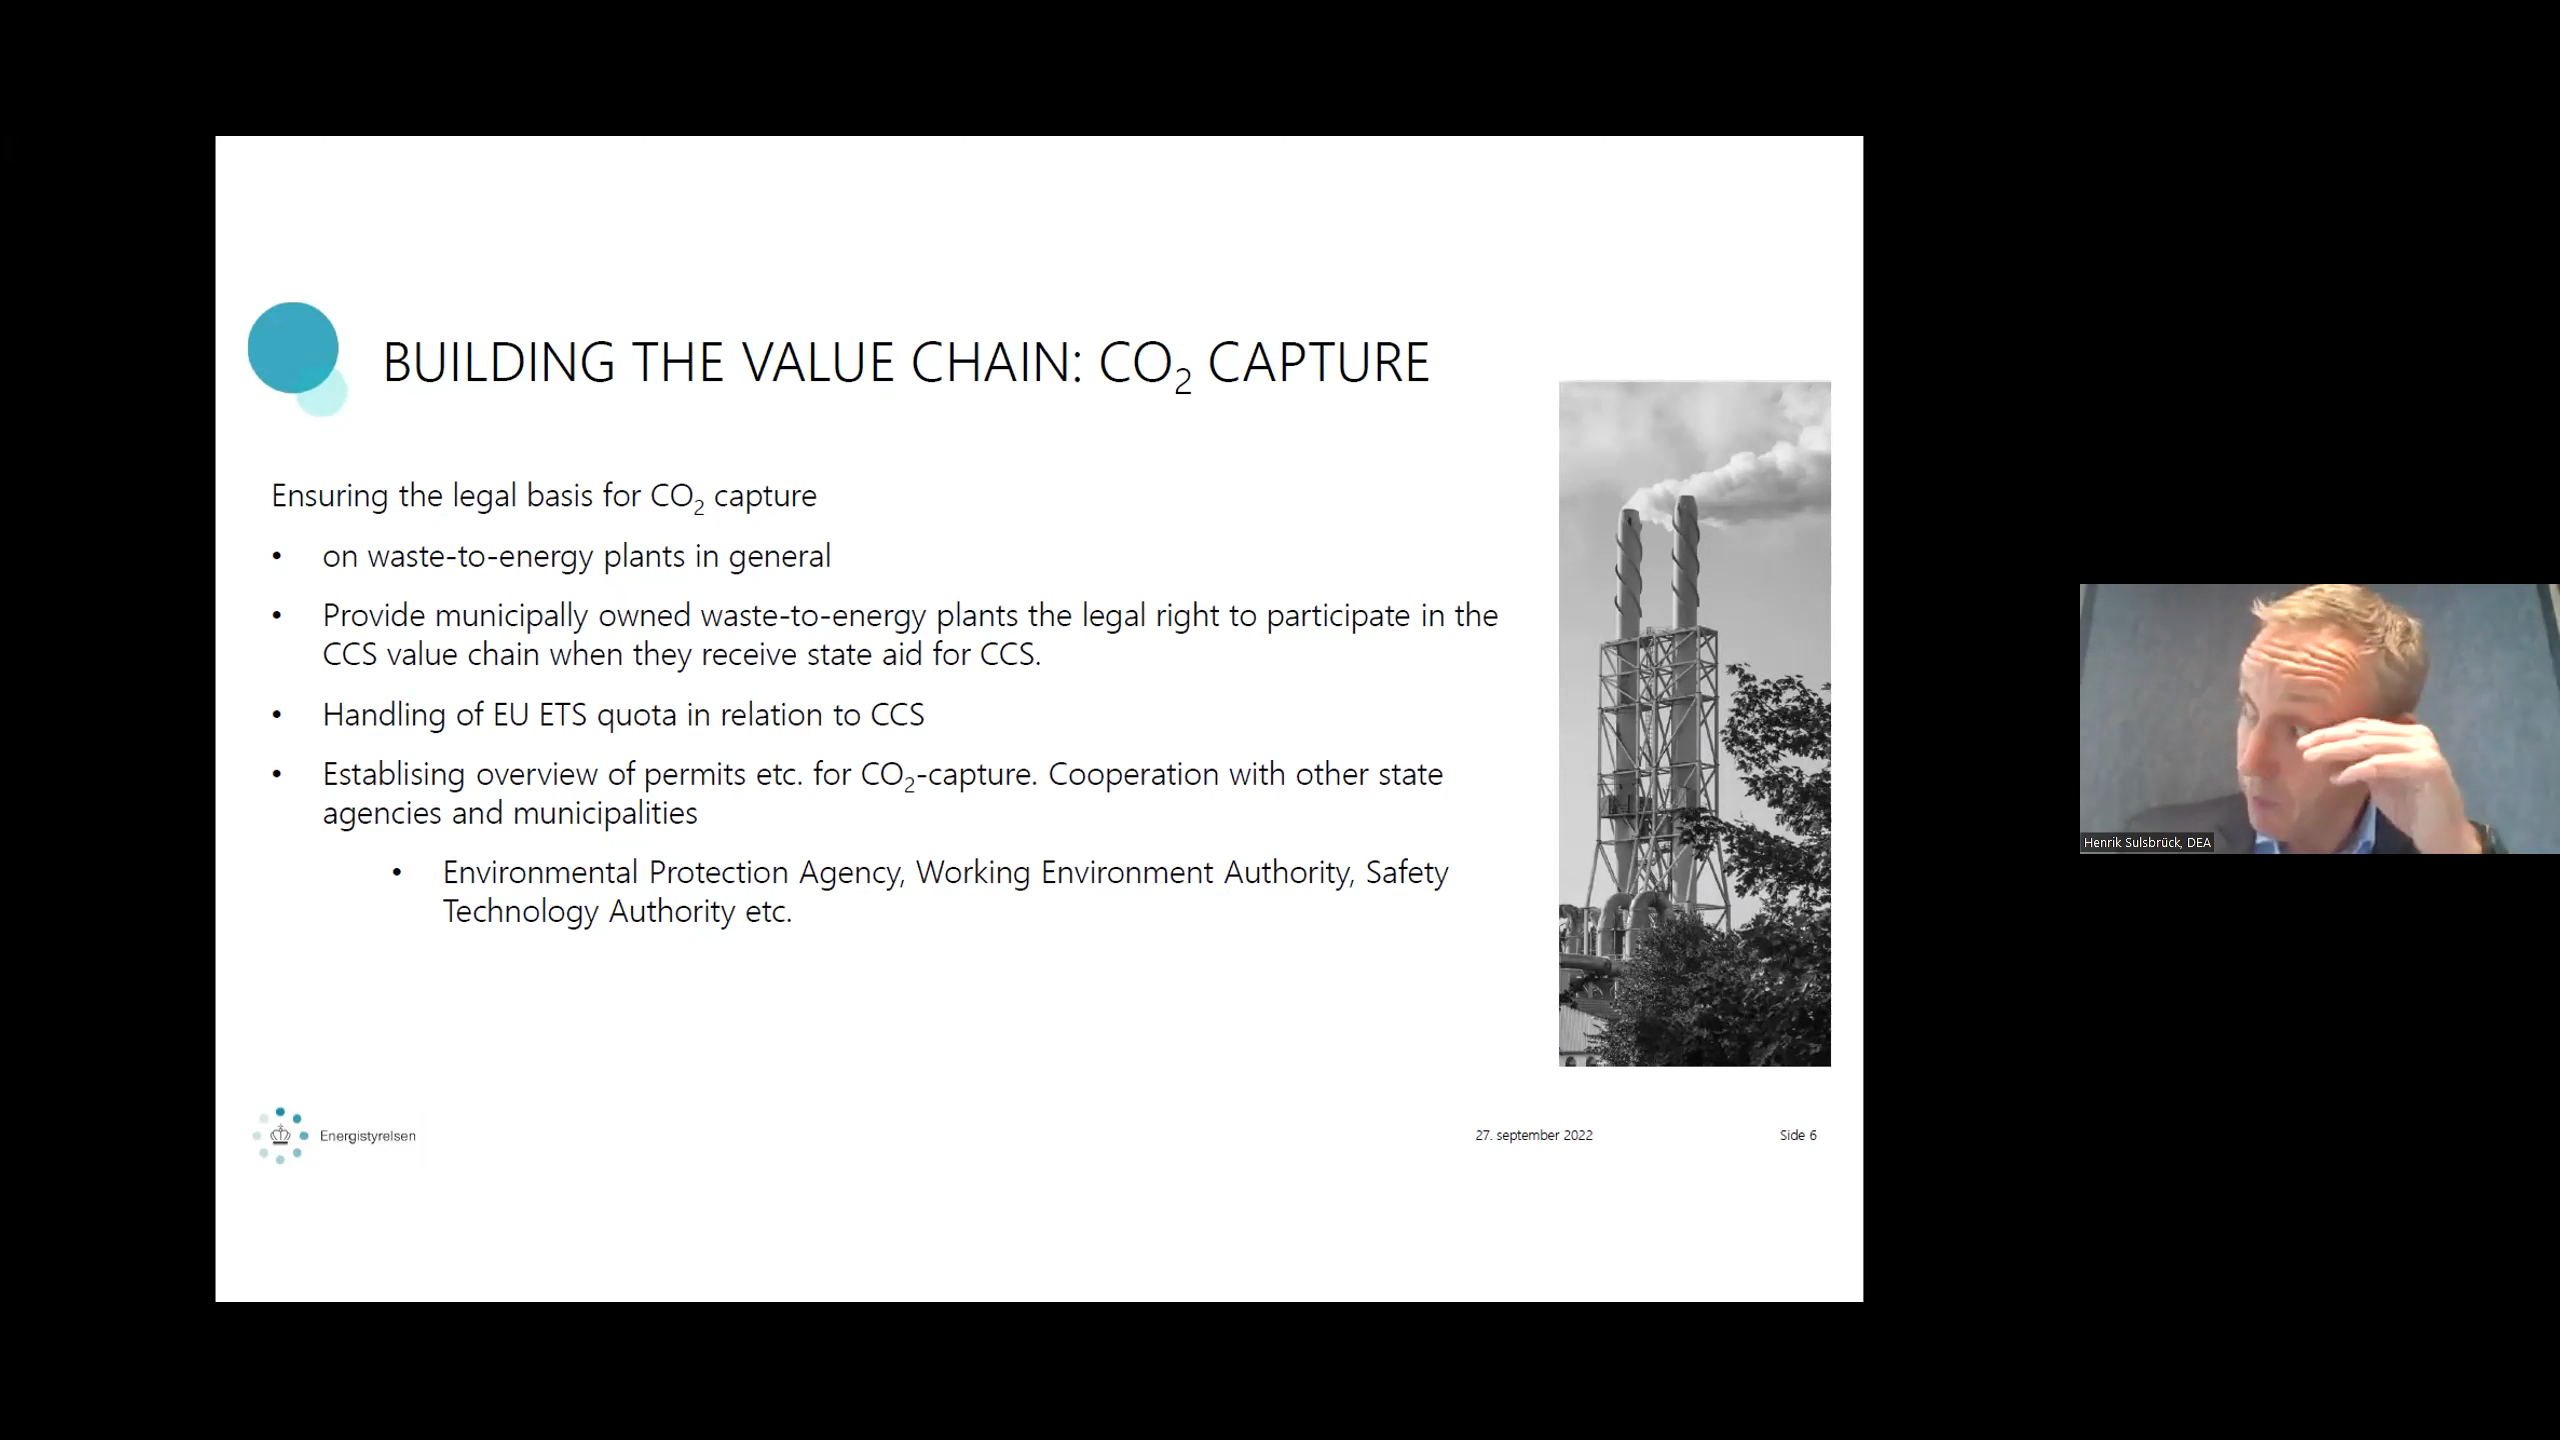 BUILDING THE VALUE CHAIN: CO₂ CAPTURE
Ensuring the legal basis for CO₂ capture
• on waste-to-energy plants in general
• Provide municipally owned waste-to-energy plants the legal right to participate in the
CCS value chain when they receive state aid for CCS.
• Handling of EU ETS quota in relation to CCS
• Establising overview of permits etc. for CO₂-capture. Cooperation with other state
agencies and municipalities
• Environmental Protection Agency, Working Environment Authority, Safety
Technology Authority etc.
Energistyrelsen
27. september 2022
Side 6
Henrik Sulsbrück, DEA